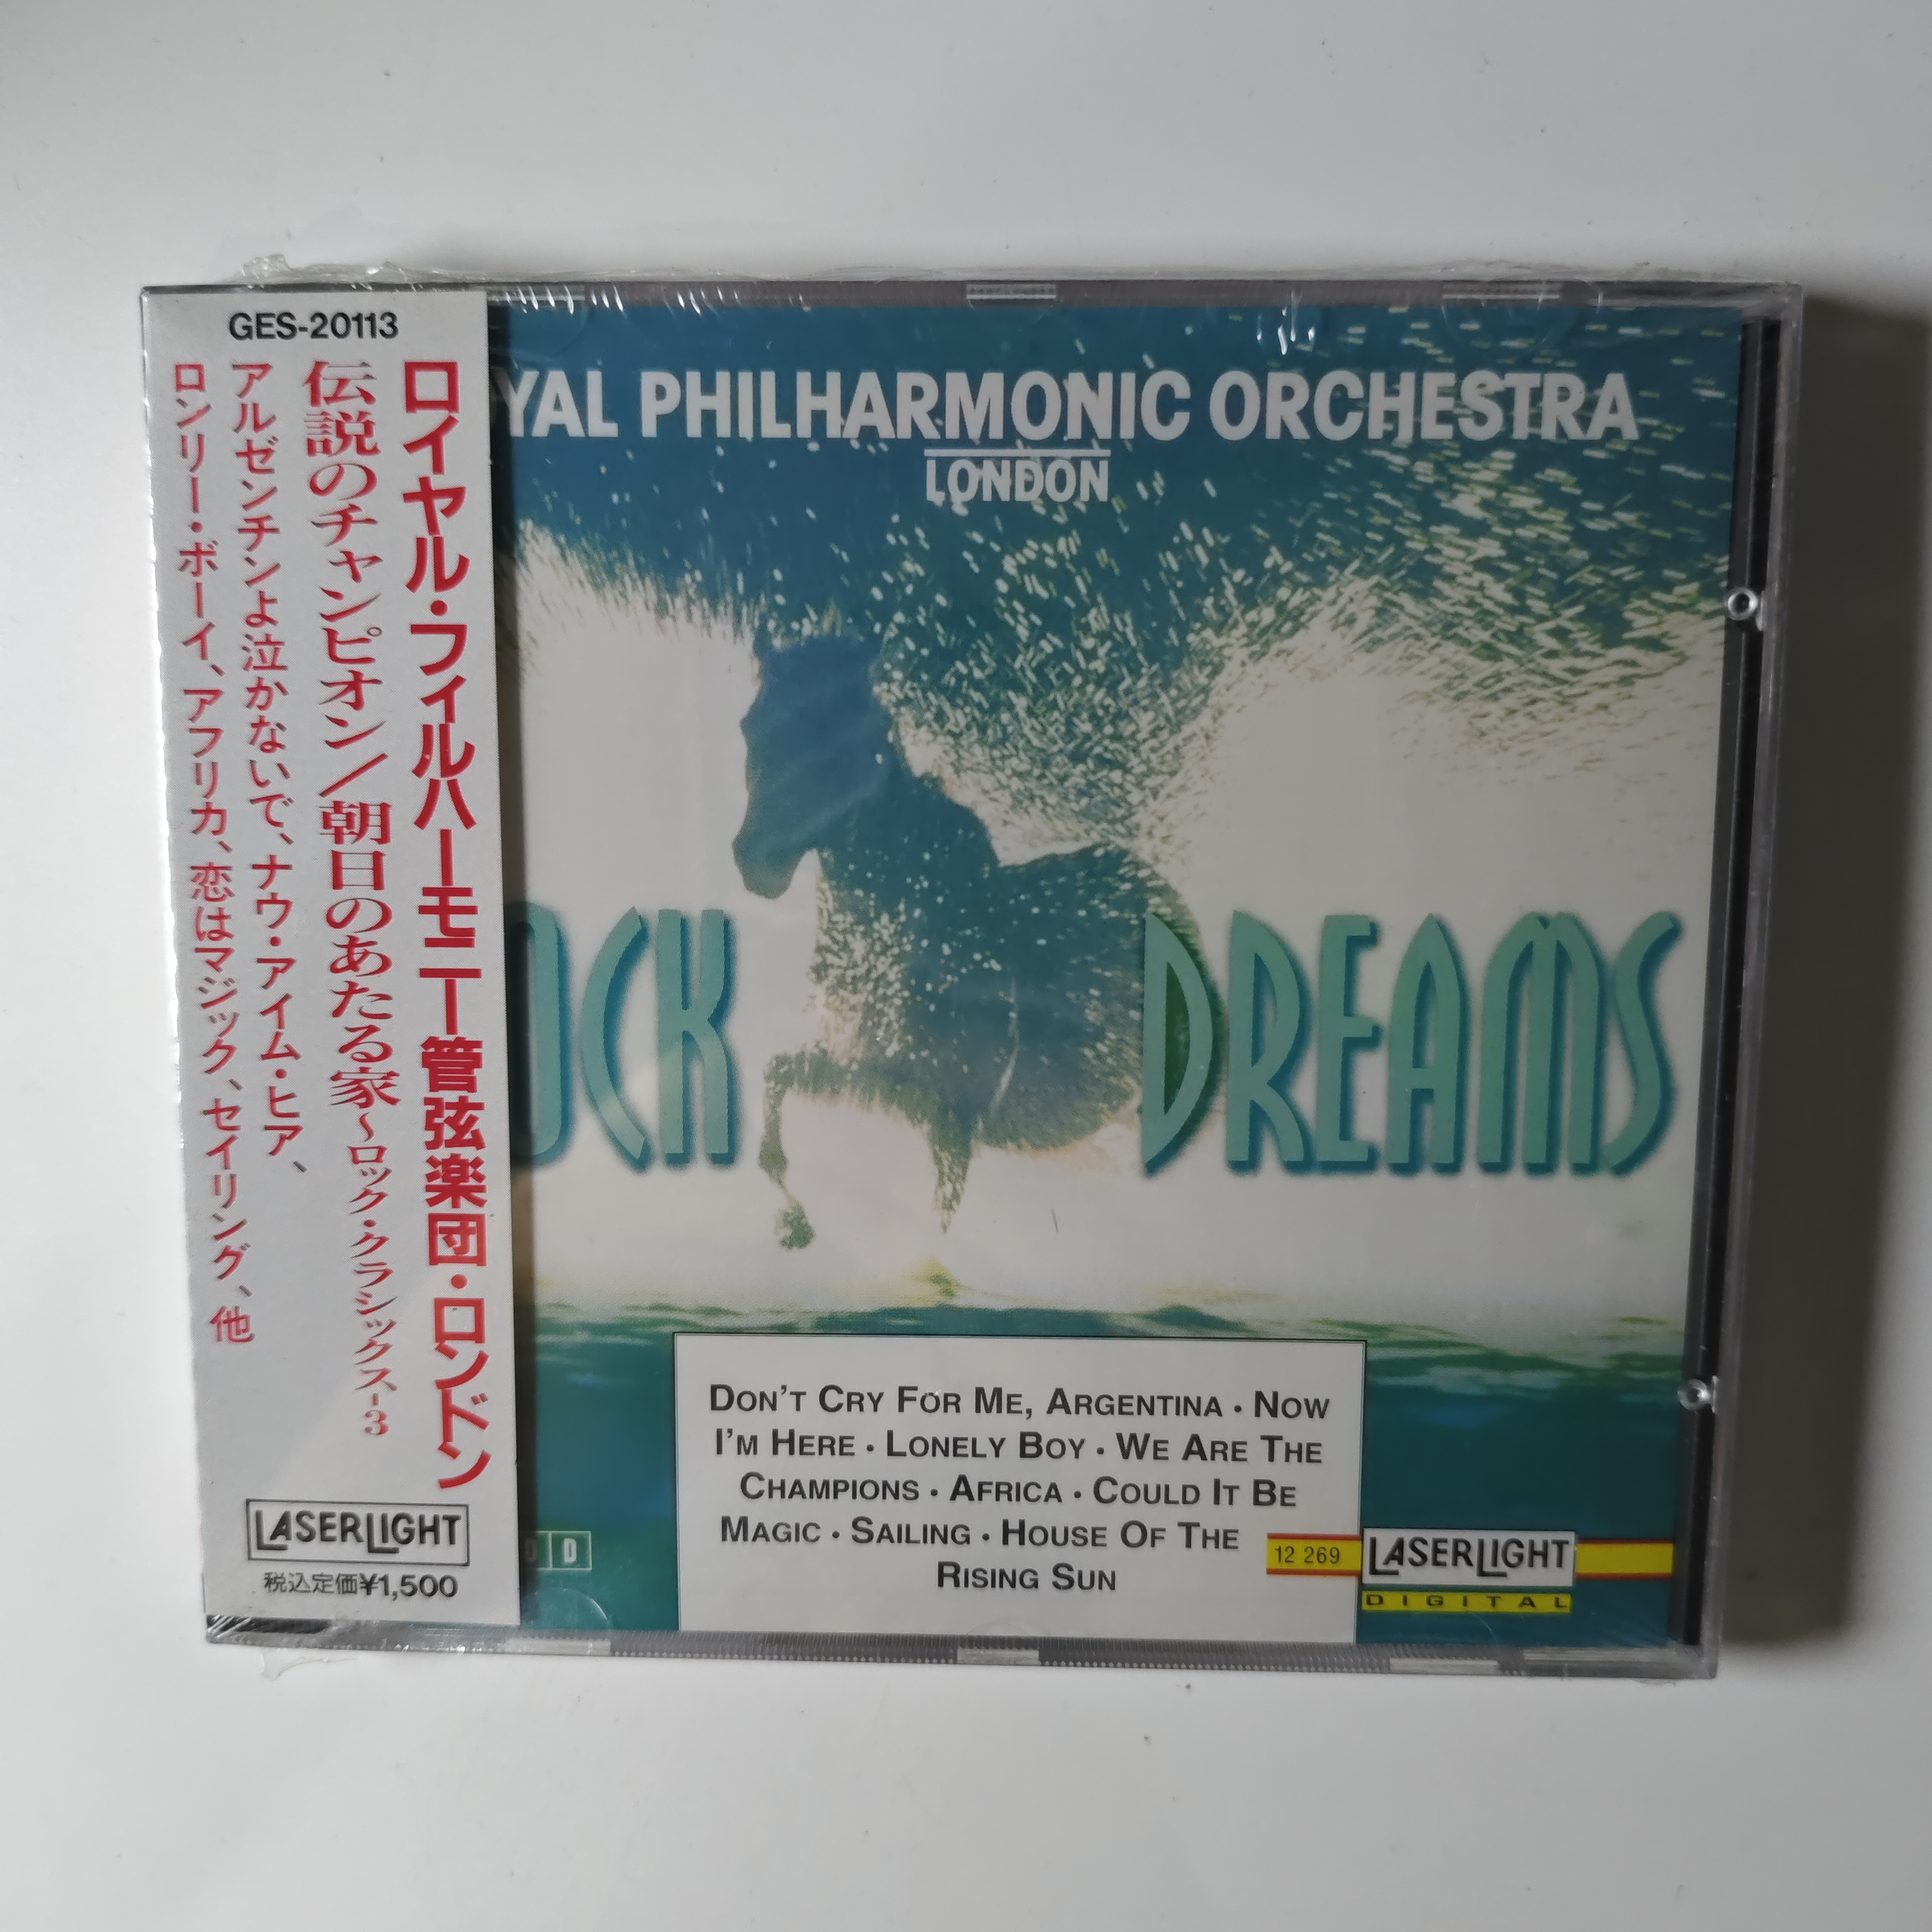 GES-20113
ロイヤル・フィルハーモニー管弦楽団・ロンドン
伝説のチャンピオン/朝日のあたる家~ロック・クラシックス-3
アルゼンチンよ泣かないで、ナウ・アイム・ヒア、
ロンリー・ボーイ、アフリカ、恋はマジック、セイリング、他
LASERLIGHT
税込定価¥1,500
YAL PHILHARMONIC ORCHESTRA
LONDON
OCK DREAMS
DON'T CRY FOR ME, ARGENTINA • NOW
I'M HERE • LONELY BOY • WE ARE THE
CHAMPIONS • AFRICA • COULD IT BE
MAGIC • SAILING • HOUSE OF THE
RISING SUN
D D
12 269
LASERLIGHT
DIGITAL